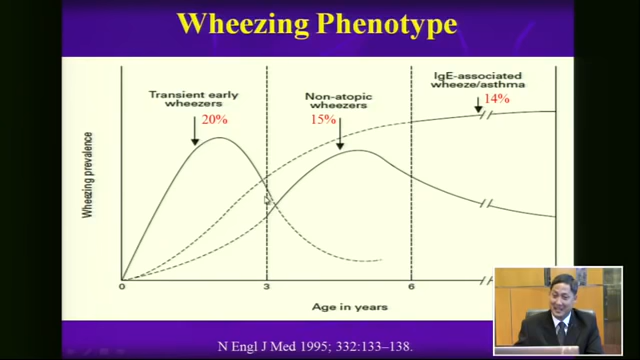 Wheezing Phenotype
IgE-associated
wheeze/asthma
14%
Transient early
wheezers
20%
Non-atopic
wheezers
15%
Wheezing prevalence
0
3
6
Age in years
N Engl J Med 1995; 332:133–138.